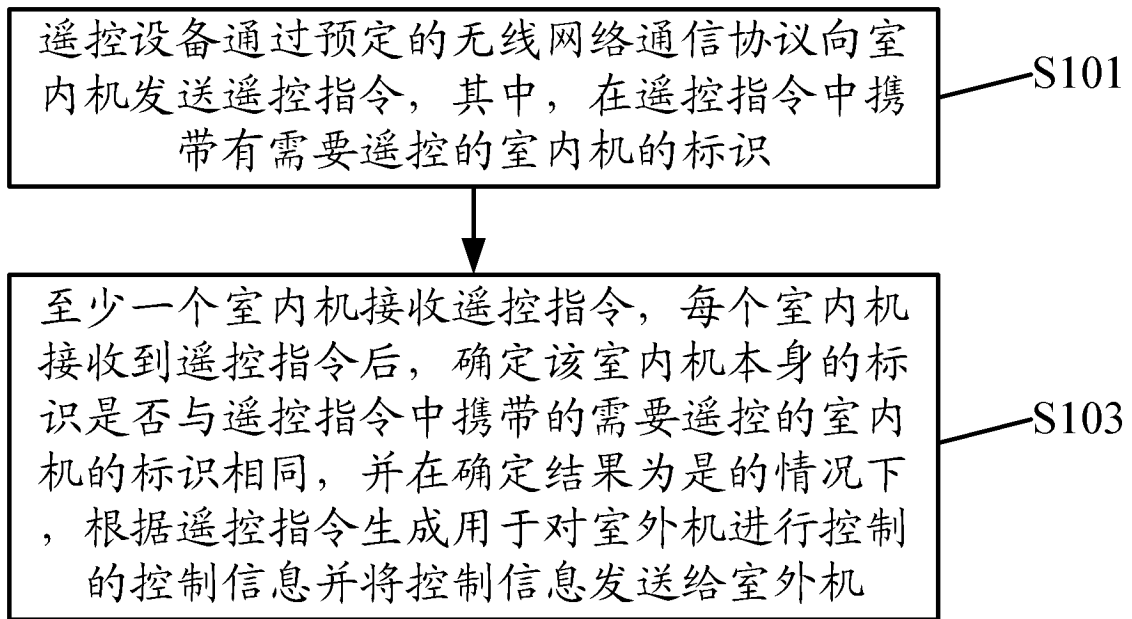 遥控设备通过预定的无线网络通信协议向室
内机发送遥控指令，其中，在遥控指令中携
带有需要遥控的室内机的标识
S101
至少一个室内机接收遥控指令，每个室内机
接收到遥控指令后，确定该室内机本身的标
识是否与遥控指令中携带的需要遥控的室内
机的标识相同，并在确定结果为是的情况下
，根据遥控指令生成用于对室外机进行控制
的控制信息并将控制信息发送给室外机
S103